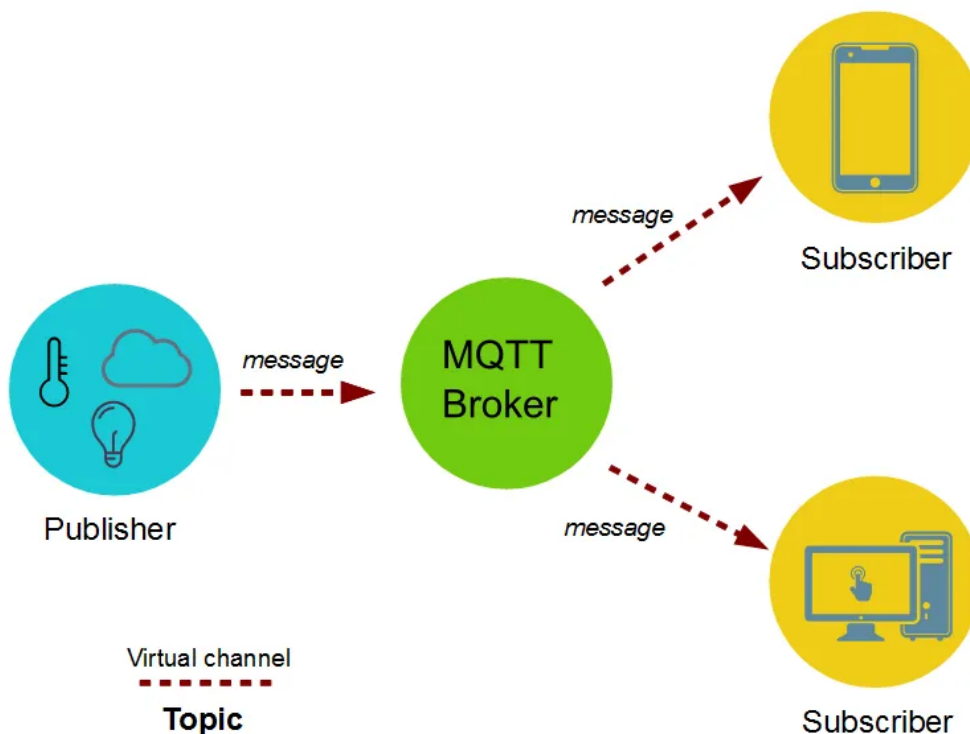 message
Subscriber
message
MQTT
Broker
Publisher
message
Virtual channel
Topic
Subscriber